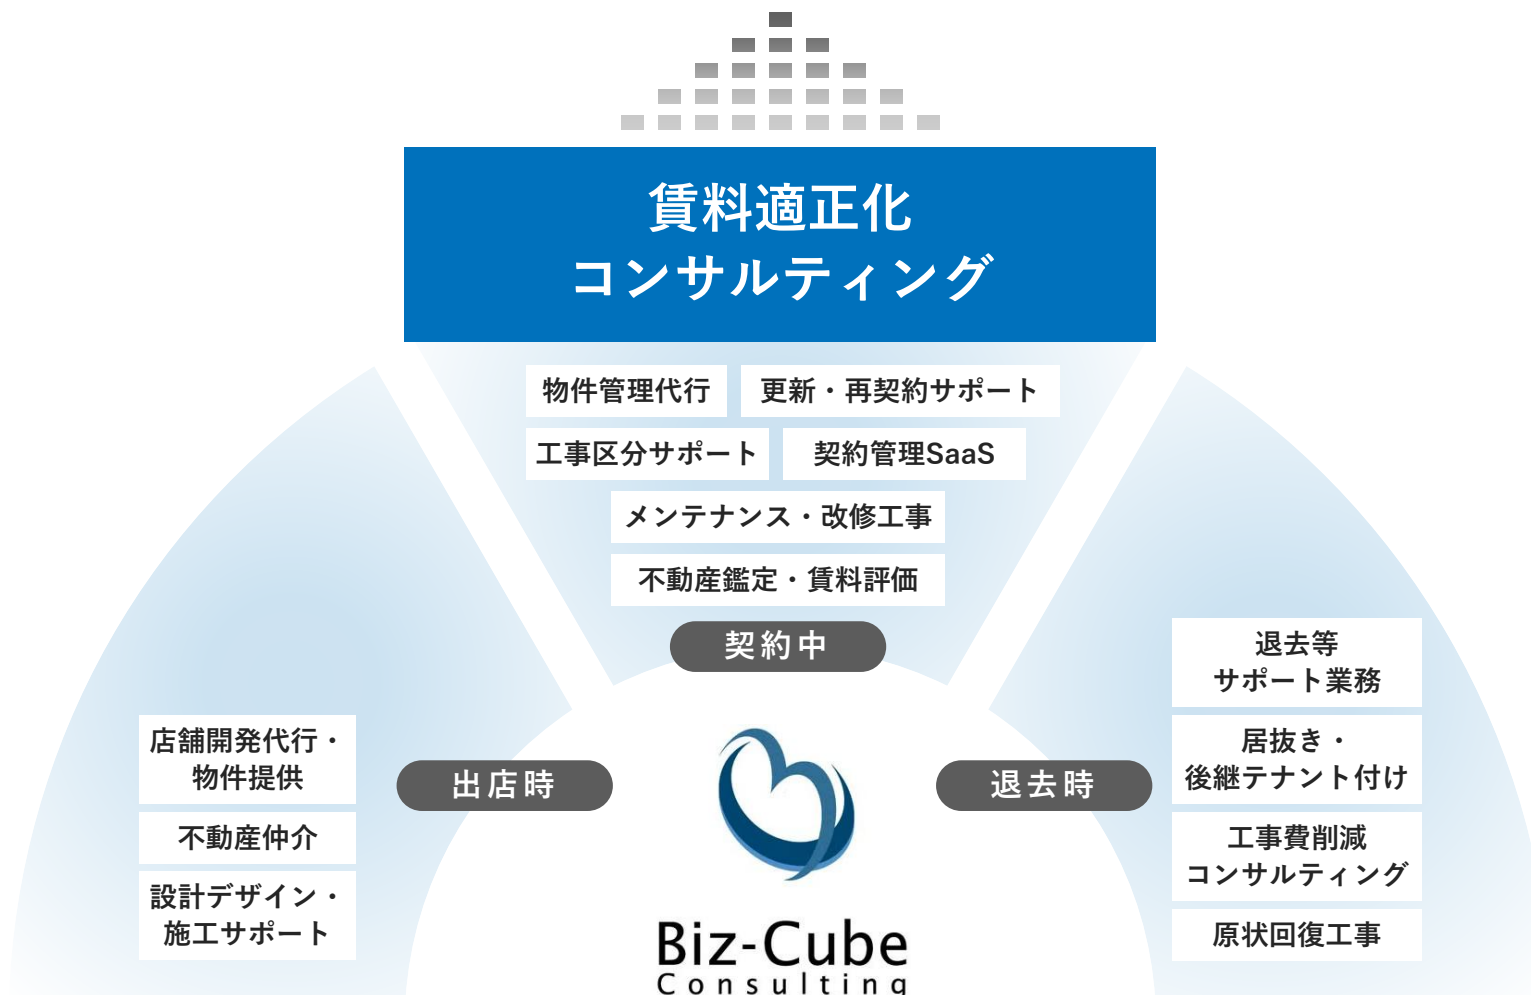 賃料適正化
コンサルティング
物件管理代行
更新・再契約サポート
工事区分サポート
契約管理SaaS
メンテナンス・改修工事
不動産鑑定・賃料評価
契約中
店舗開発代行・
物件提供
不動産仲介
設計デザイン・
施工サポート
出店時
退去時
退去等
サポート業務
居抜き・
後継テナント付け
工事費削減
コンサルティング
原状回復工事
Biz-Cube
Consulting